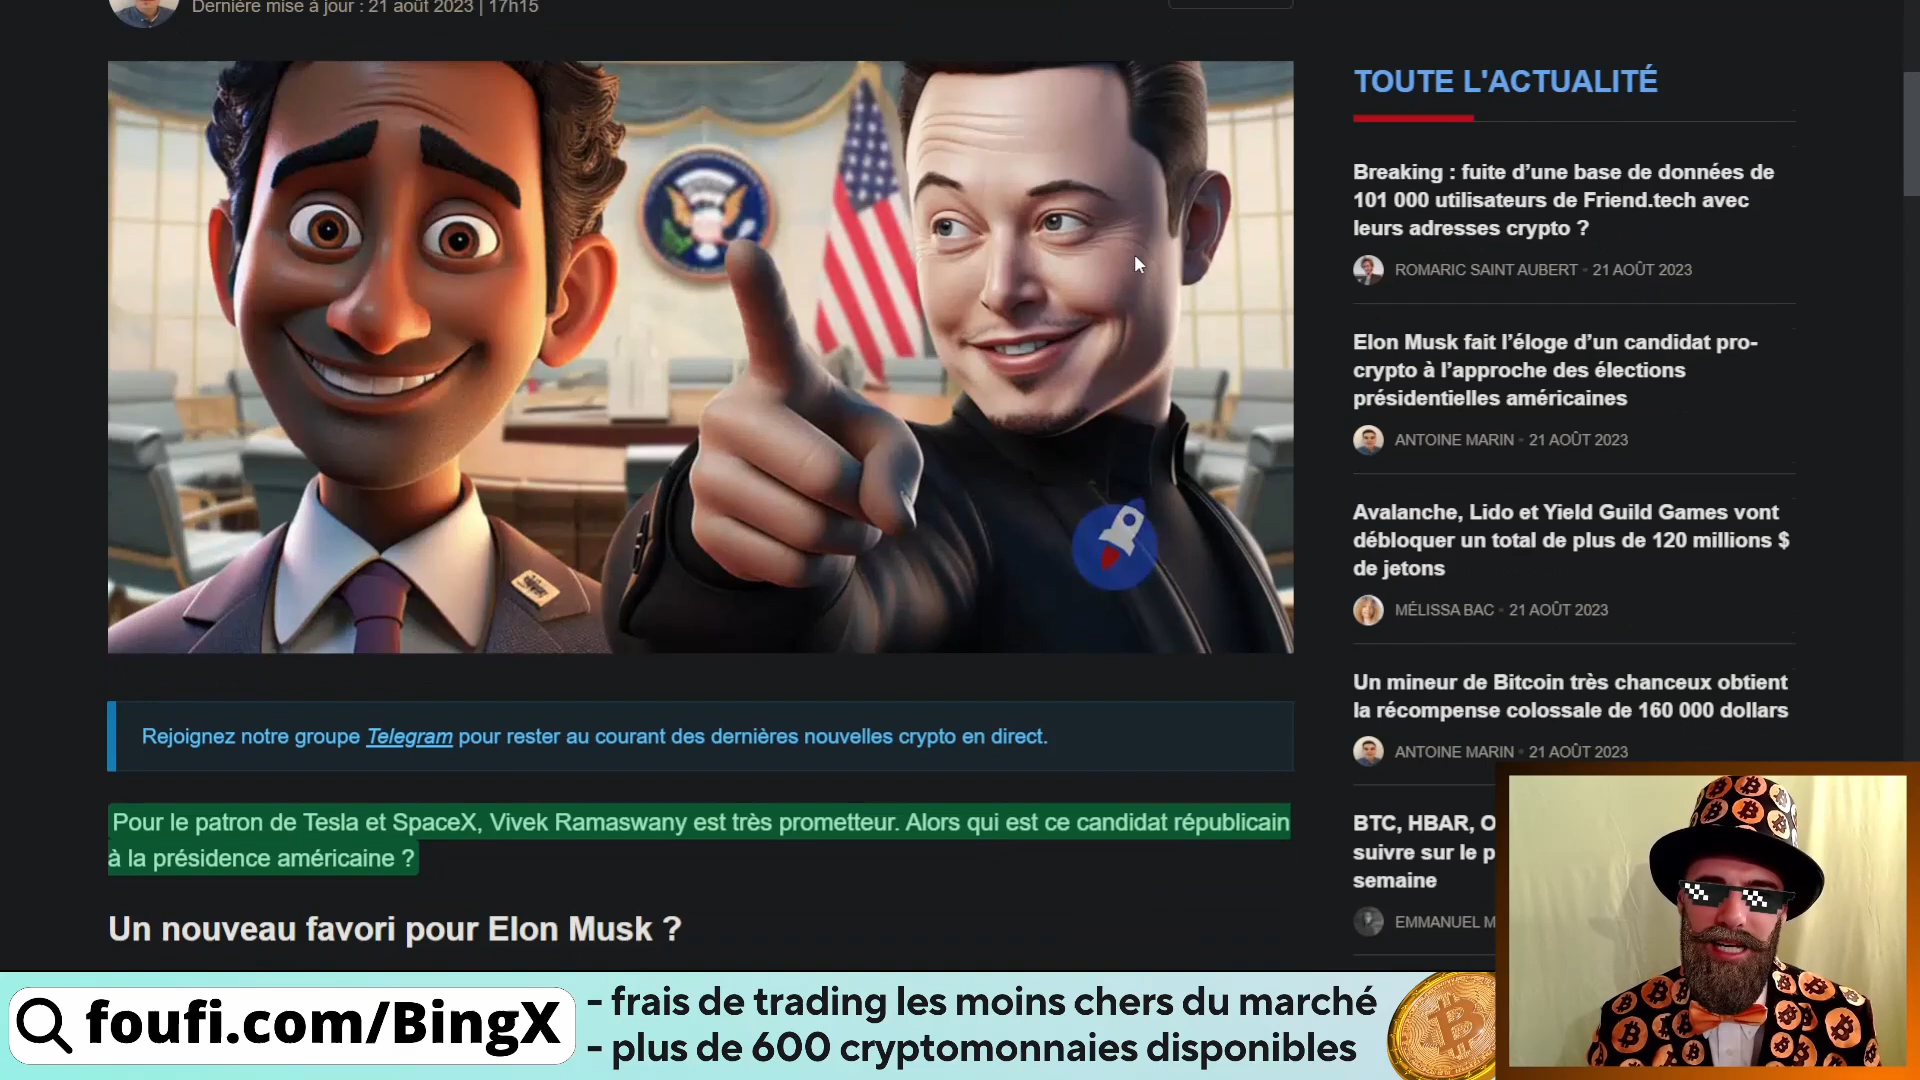 Dernière mise à jour : 21 août 2023 | 17h15
TOUTE L'ACTUALITÉ
Breaking : fuite d’une base de données de
101 000 utilisateurs de Friend.tech avec
leurs adresses crypto ?
ROMARIC SAINT AUBERT - 21 AOÛT 2023
Elon Musk fait l’éloge d’un candidat pro-
crypto à l’approche des élections
présidentielles américaines
ANTOINE MARIN - 21 AOÛT 2023
Avalanche, Lido et Yield Guild Games vont
débloquer un total de plus de 120 millions $
de jetons
MÉLISSA BAC - 21 AOÛT 2023
Un mineur de Bitcoin très chanceux obtient
la récompense colossale de 160 000 dollars
ANTOINE MARIN - 21 AOÛT 2023
BTC, HBAR, O
suivre sur le p
semaine
EMMANUEL M
Rejoignez notre groupe Telegram pour rester au courant des dernières nouvelles crypto en direct.
Pour le patron de Tesla et SpaceX, Vivek Ramaswany est très prometteur. Alors qui est ce candidat républicain
à la présidence américaine ?
Un nouveau favori pour Elon Musk ?
foufi.com/BingX
- frais de trading les moins chers du marché
- plus de 600 cryptomonnaies disponibles